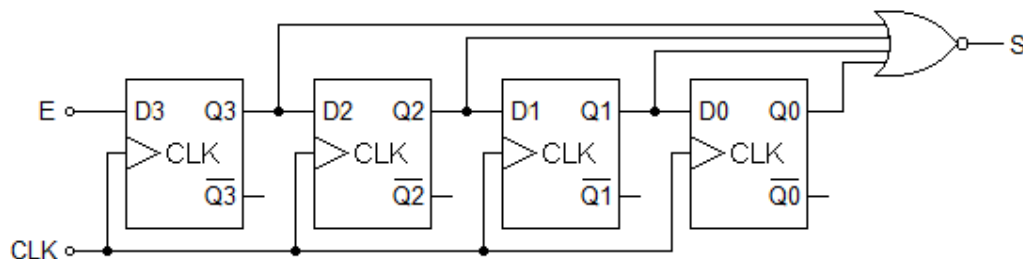 S
E D3 Q3 D2 Q2 D1 Q1 D0 Q0
CLK CLK CLK CLK
Q3 Q2 Q1 Q0
CLK